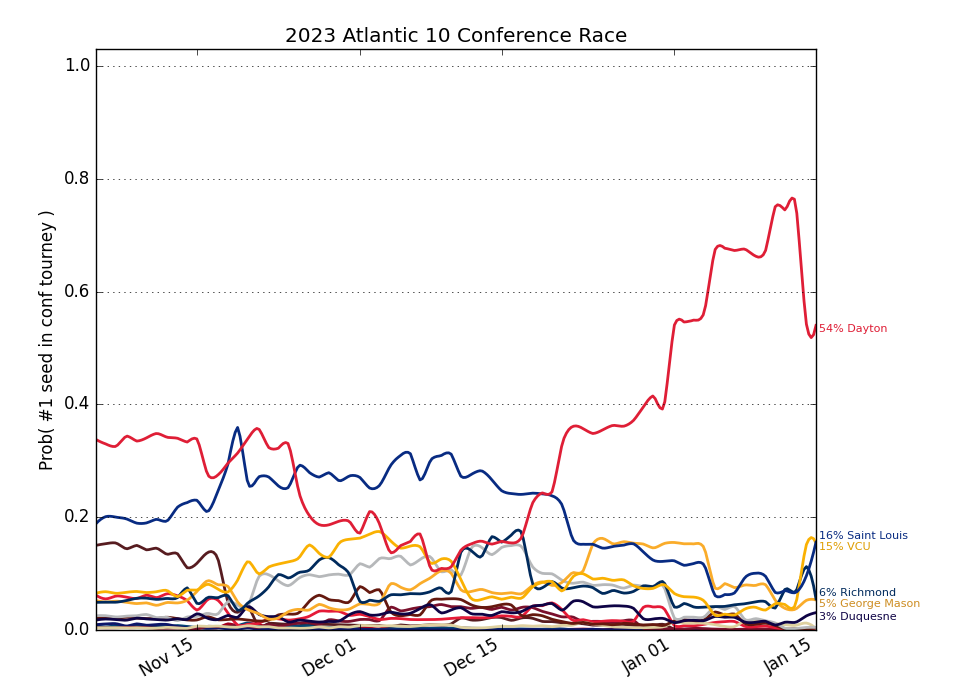 2023 Atlantic 10 Conference Race
Prob( #1 seed in conf tourney )
1.0
0.8
0.6
0.4
0.2
0.0
Nov 15
Dec 01
Dec 15
Jan 01
Jan 15
54% Dayton
16% Saint Louis
15% VCU
6% Richmond
5% George Mason
3% Duquesne